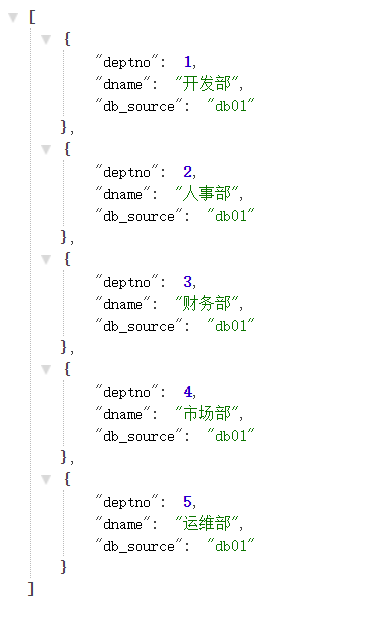 [
{
"deptno": 1,
"dname": "开发部",
"db_source": "db01"
},
{
"deptno": 2,
"dname": "人事部",
"db_source": "db01"
},
{
"deptno": 3,
"dname": "财务部",
"db_source": "db01"
},
{
"deptno": 4,
"dname": "市场部",
"db_source": "db01"
},
{
"deptno": 5,
"dname": "运维部",
"db_source": "db01"
}
]